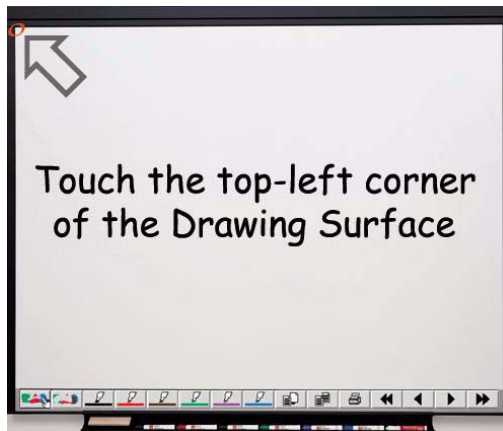 Touch the top-left corner
of the Drawing Surface